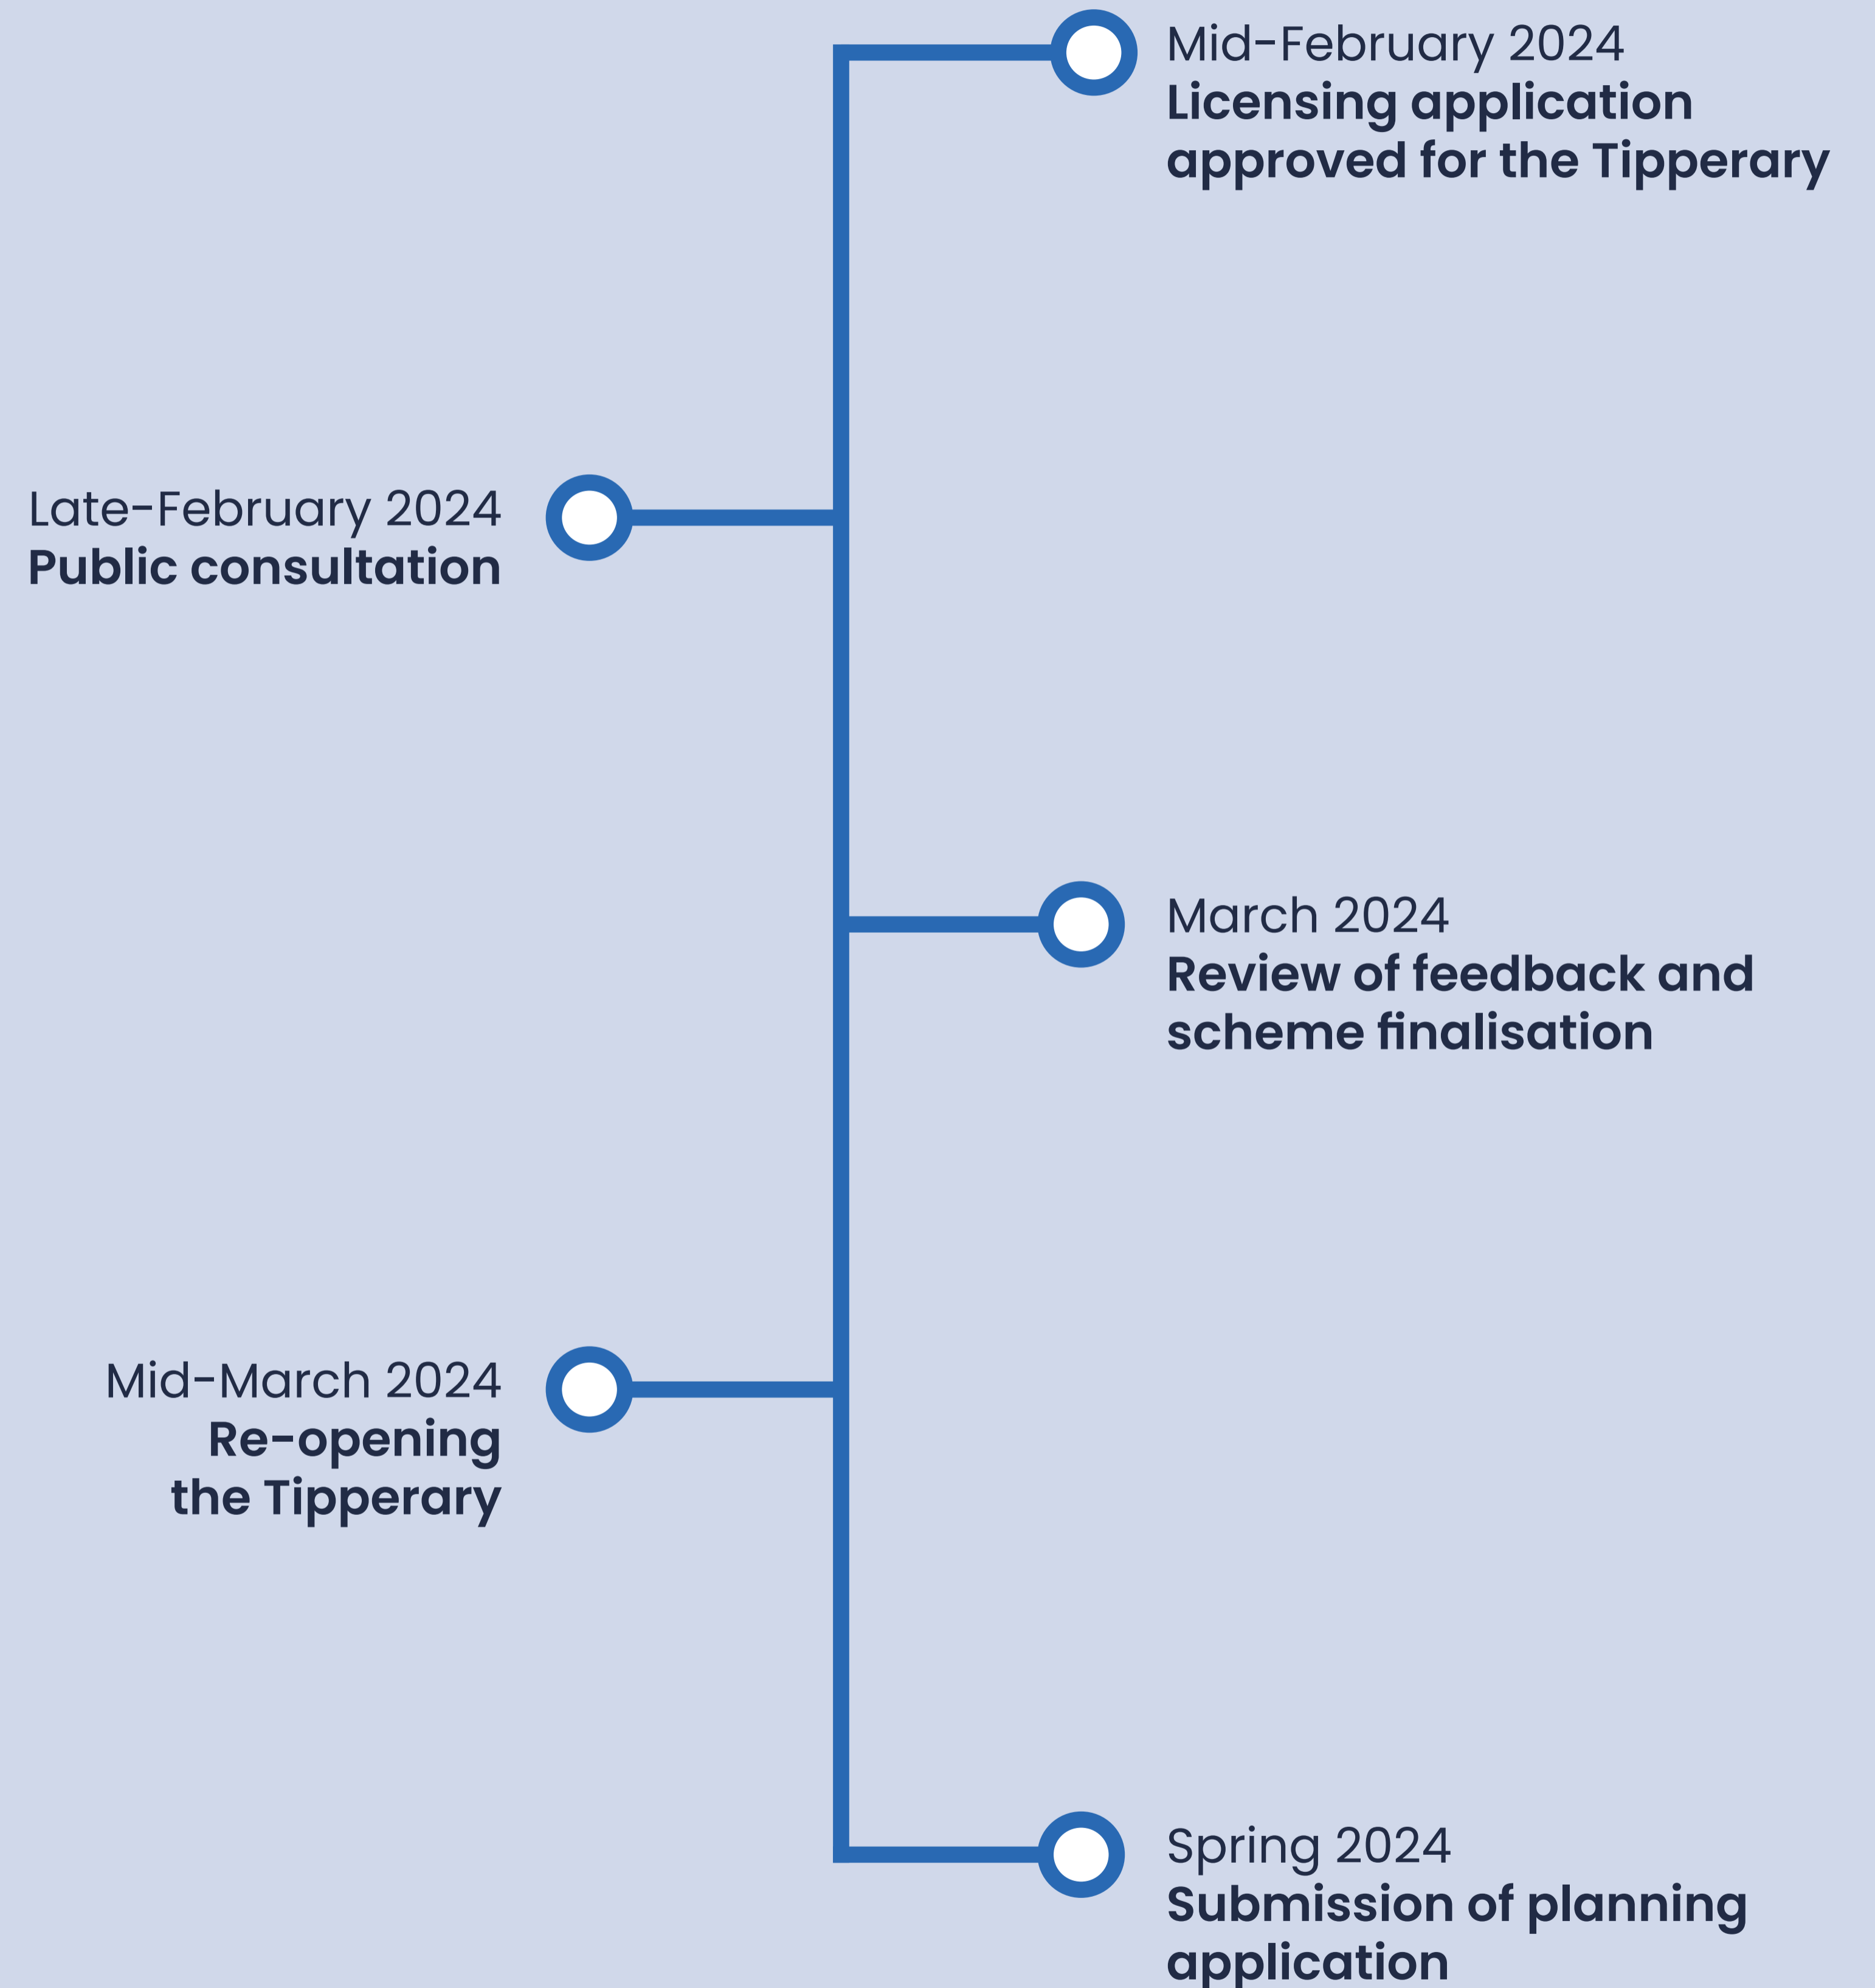 Mid-February 2024
Licensing application
approved for the Tipperary
Late-February 2024
Public consultation
March 2024
Review of feedback and
scheme finalisation
Mid-March 2024
Re-opening
the Tipperary
Spring 2024
Submission of planning
application